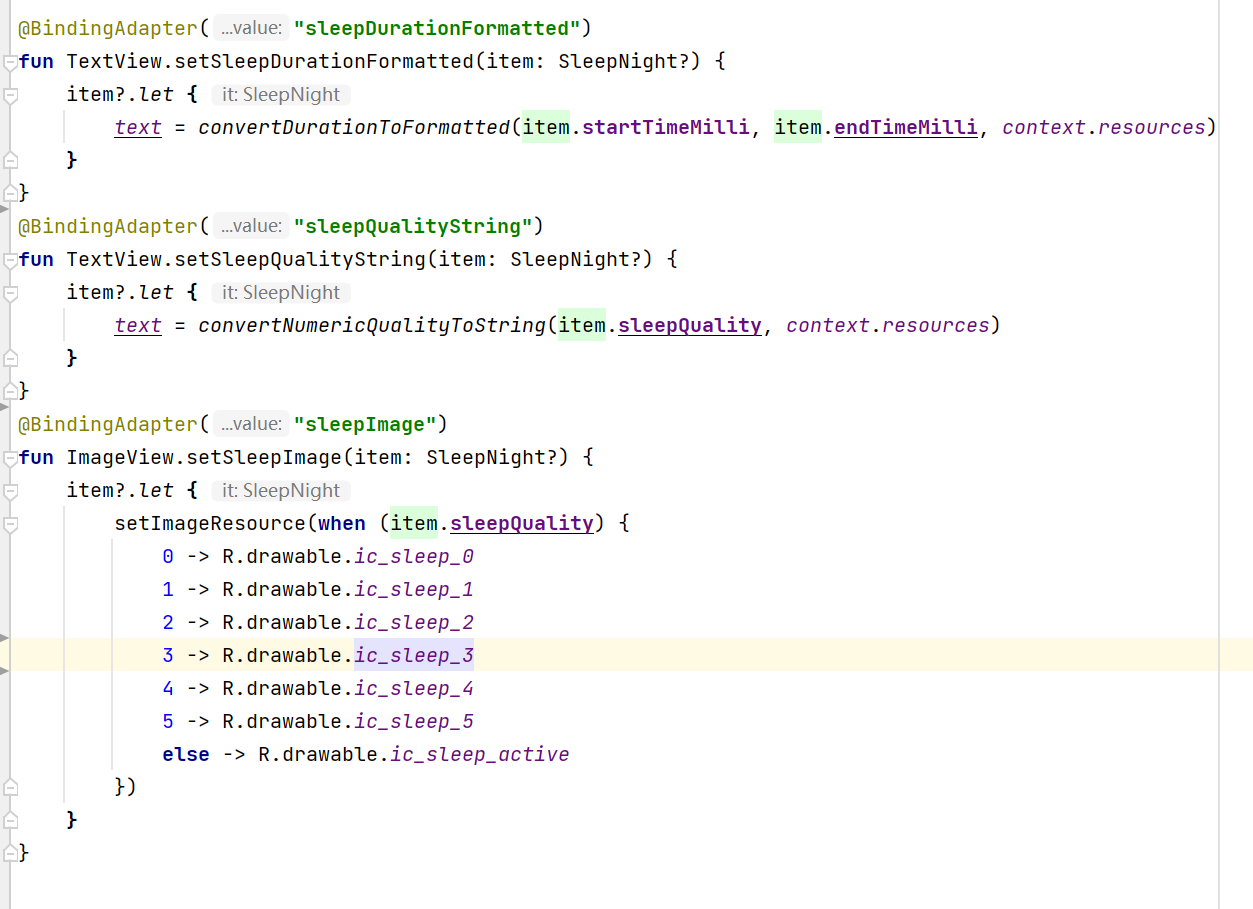 @BindingAdapter( ...value: "sleepDurationFormatted")
fun TextView.setSleepDurationFormatted(item: SleepNight?) {
    item?.let { it: SleepNight
        text = convertDurationToFormatted(item.startTimeMilli, item.endTimeMilli, context.resources)
    }
}
@BindingAdapter( ...value: "sleepQualityString")
fun TextView.setSleepQualityString(item: SleepNight?) {
    item?.let { it: SleepNight
        text = convertNumericQualityToString(item.sleepQuality, context.resources)
    }
}
@BindingAdapter( ...value: "sleepImage")
fun ImageView.setSleepImage(item: SleepNight?) {
    item?.let { it: SleepNight
        setImageResource(when (item.sleepQuality) {
            0 -> R.drawable.ic_sleep_0
            1 -> R.drawable.ic_sleep_1
            2 -> R.drawable.ic_sleep_2
            3 -> R.drawable.ic_sleep_3
            4 -> R.drawable.ic_sleep_4
            5 -> R.drawable.ic_sleep_5
            else -> R.drawable.ic_sleep_active
        })
    }
}